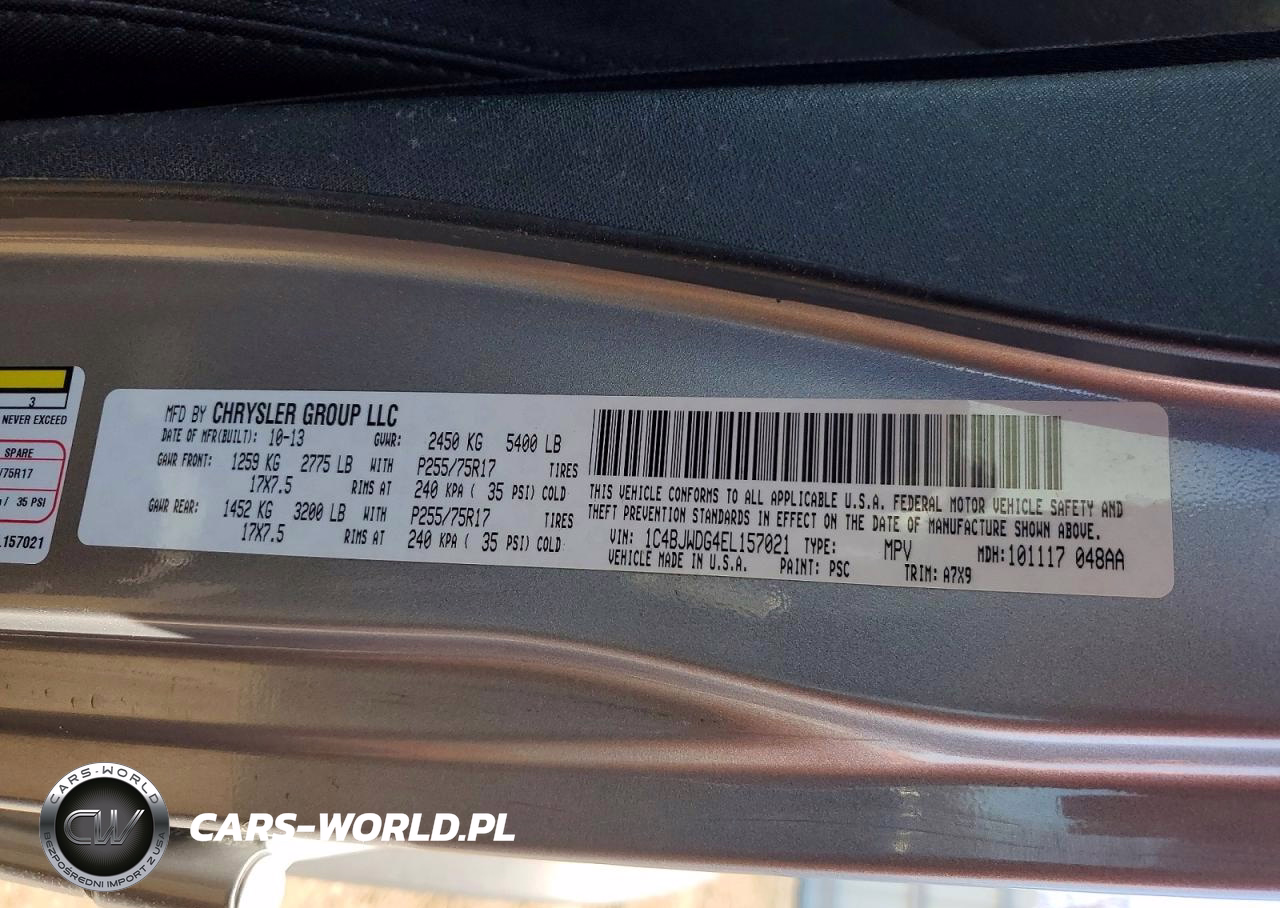 3
NEVER EXCEED
SPARE
/75R17
/ 35 PSI
L157021
MFD BY CHRYSLER GROUP LLC
DATE OF MFR(BUILT): 10-13 GVWR: 2450 KG 5400 LB
GAWR FRONT: 1259 KG 2775 LB WITH P255/75R17 TIRES
17X7.5 RIMS AT 240 KPA ( 35 PSI) COLD
GAWR REAR: 1452 KG 3200 LB WITH P255/75R17 TIRES
17X7.5 RIMS AT 240 KPA ( 35 PSI) COLD
THIS VEHICLE CONFORMS TO ALL APPLICABLE U.S.A. FEDERAL MOTOR VEHICLE SAFETY AND
THEFT PREVENTION STANDARDS IN EFFECT ON THE DATE OF MANUFACTURE SHOWN ABOVE.
VIN: 1C4BJWDG4EL157021 TYPE: MPV MDH:101117 048AA
VEHICLE MADE IN U.S.A. PAINT: PSC TRIM: A7X9
CARS-WORLD
CW
BEZPOŚREDNI IMPORT Z USA
CARS-WORLD.PL